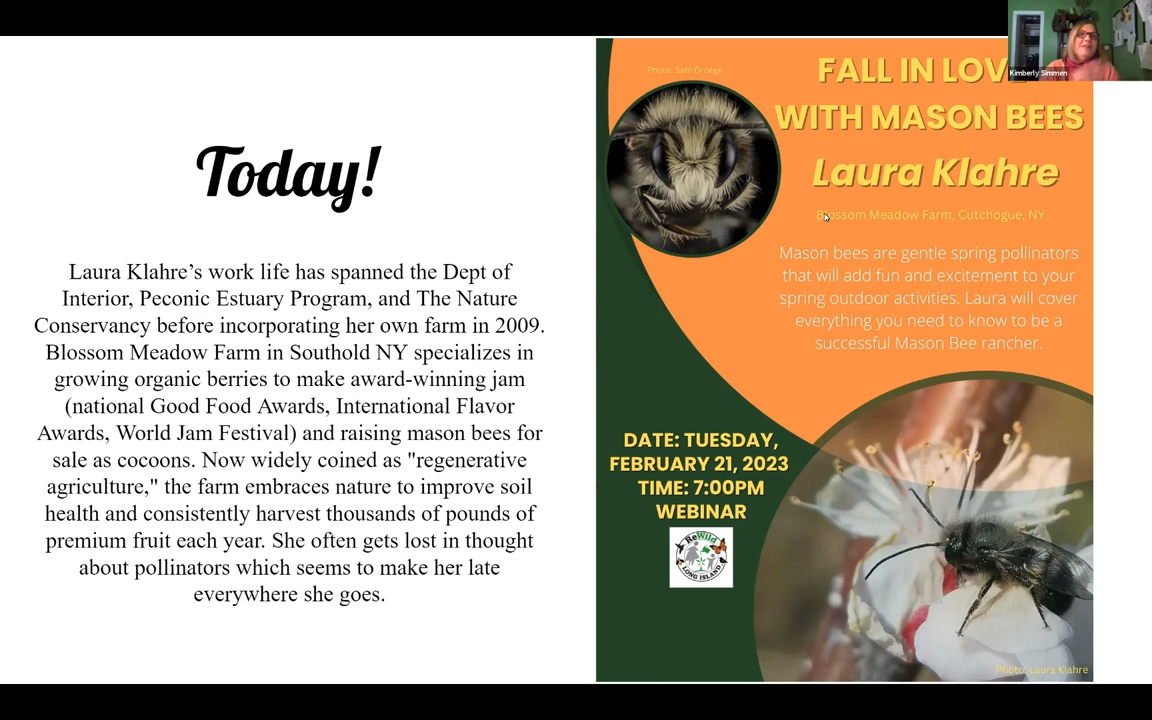 Today!
Laura Klahre's work life has spanned the Dept of
Interior, Peconic Estuary Program, and The Nature
Conservancy before incorporating her own farm in 2009.
Blossom Meadow Farm in Southold NY specializes in
growing organic berries to make award-winning jam
(national Good Food Awards, International Flavor
Awards, World Jam Festival) and raising mason bees for
sale as cocoons. Now widely coined as "regenerative
agriculture," the farm embraces nature to improve soil
health and consistently harvest thousands of pounds of
premium fruit each year. She often gets lost in thought
about pollinators which seems to make her late
everywhere she goes.
Photo: Sam Droege
FALL IN LOV
WITH MASON BEES
Laura Klahre
Blossom Meadow Farm, Cutchogue, NY
Mason bees are gentle spring pollinators
that will add fun and excitement to your
spring outdoor activities. Laura will cover
everything you need to know to be a
successful Mason Bee rancher.
DATE: TUESDAY,
FEBRUARY 21, 2023
TIME: 7:00PM
WEBINAR
ReWild
LONG ISLAND
Photo: Laura Klahre
Kimberly Simmen